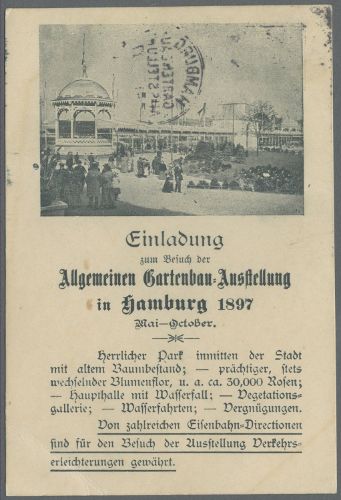 HAMBURG
GARTENBAU
Einladung
zum Besuch der
Allgemeinen Gartenbau-Ausstellung
in Hamburg 1897
Mai—October.
Herrlicher Park inmitten der Stadt
mit altem Baumbestand; — prächtiger, stets
wechselnder Blumenflor, u. a. ca. 30,000 Rosen;
— Haupthalle mit Wasserfall; — Vegetations-
gallerie; — Wasserfahrten; — Vergnügungen.
Von zahlreichen Eisenbahn-Directionen
sind für den Besuch der Ausstellung Verkehrs-
erleichterungen gewährt.